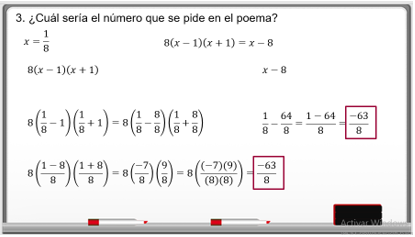 3. ¿Cuál sería el número que se pide en el poema?
x = 1/8    8(x − 1)(x + 1) = x − 8
8(x − 1)(x + 1)    x − 8
8(1/8 − 1)(1/8 + 1) = 8(1/8 − 8/8)(1/8 + 8/8)    1/8 − 64/8 = (1 − 64)/8 = −63/8
8((1 − 8)/8)((1 + 8)/8) = 8(−7/8)(9/8) = 8((−7)(9)/(8)(8)) = −63/8
Activar